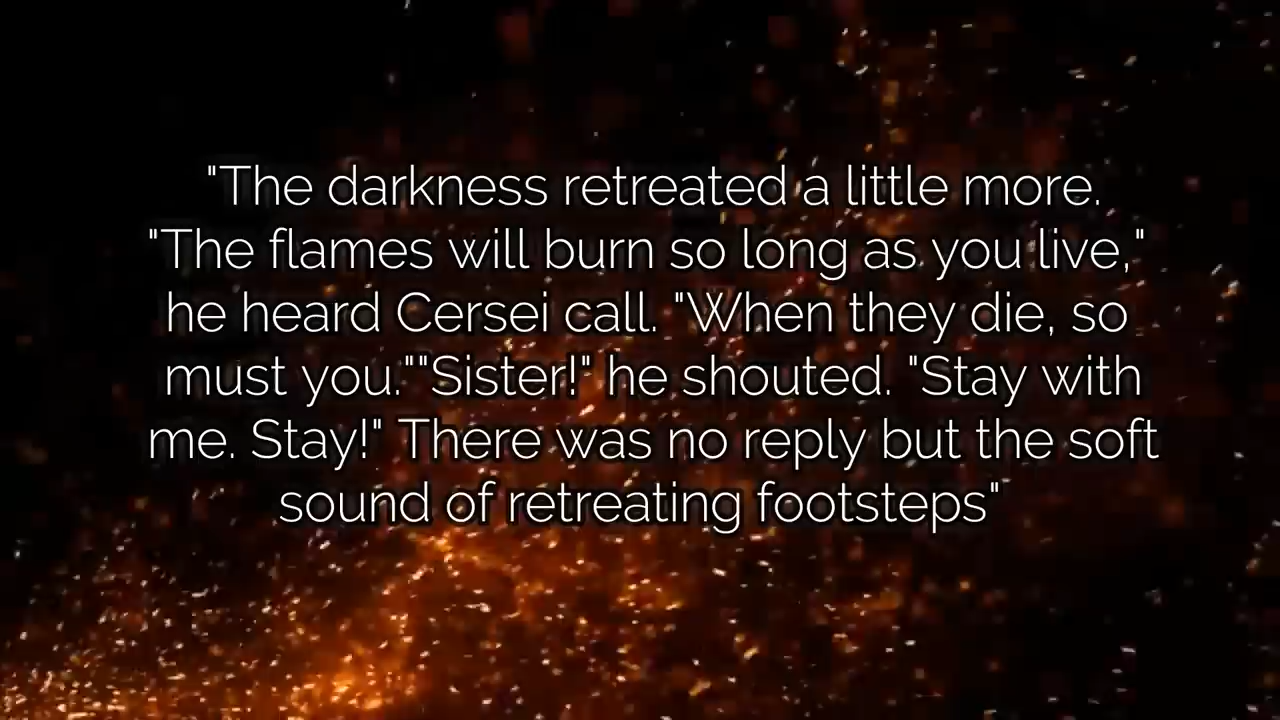 "The darkness retreated a little more.
"The flames will burn so long as you live,"
he heard Cersei call. "When they die, so
must you.""Sister!" he shouted. "Stay with
me. Stay!" There was no reply but the soft
sound of retreating footsteps"